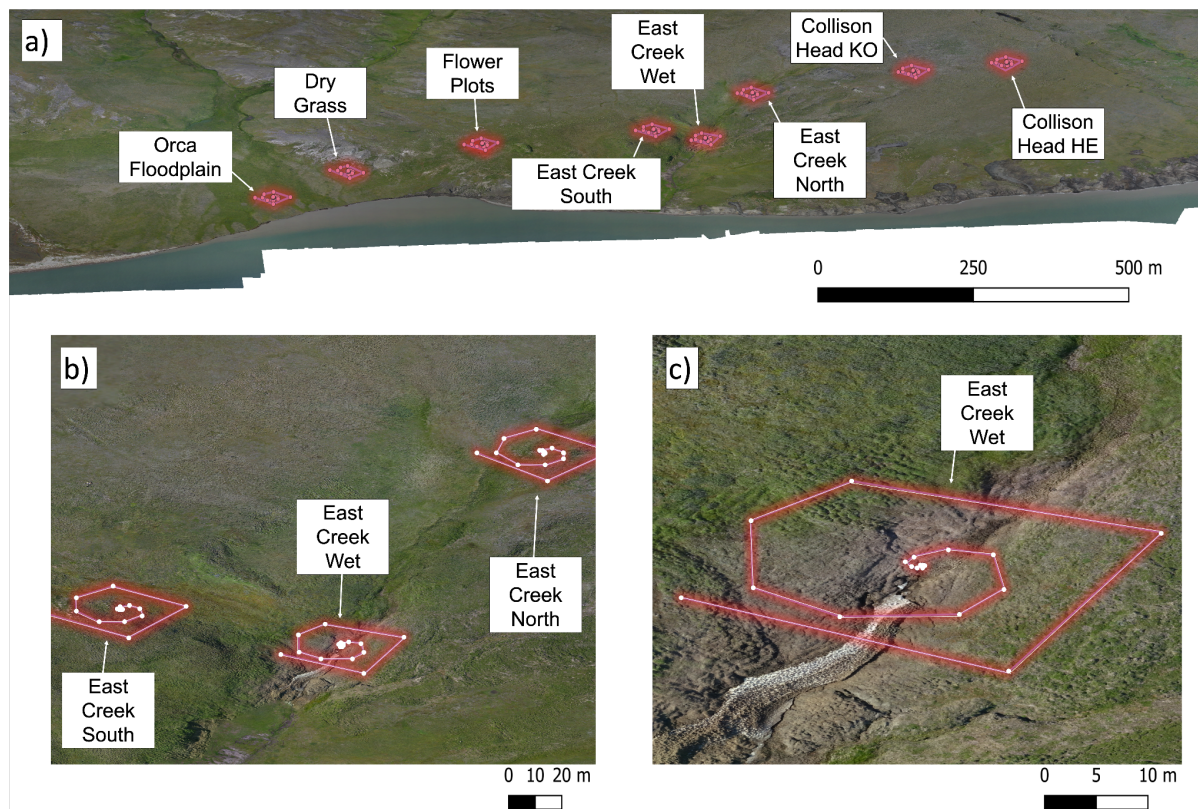 a)
Orca
Floodplain
Dry
Grass
Flower
Plots
East
Creek
Wet
East Creek
South
East
Creek
North
Collison
Head KO
Collison
Head HE
0 250 500 m
b)
East
Creek
South
East
Creek
Wet
East
Creek
North
0 10 20 m
c)
East
Creek
Wet
0 5 10 m